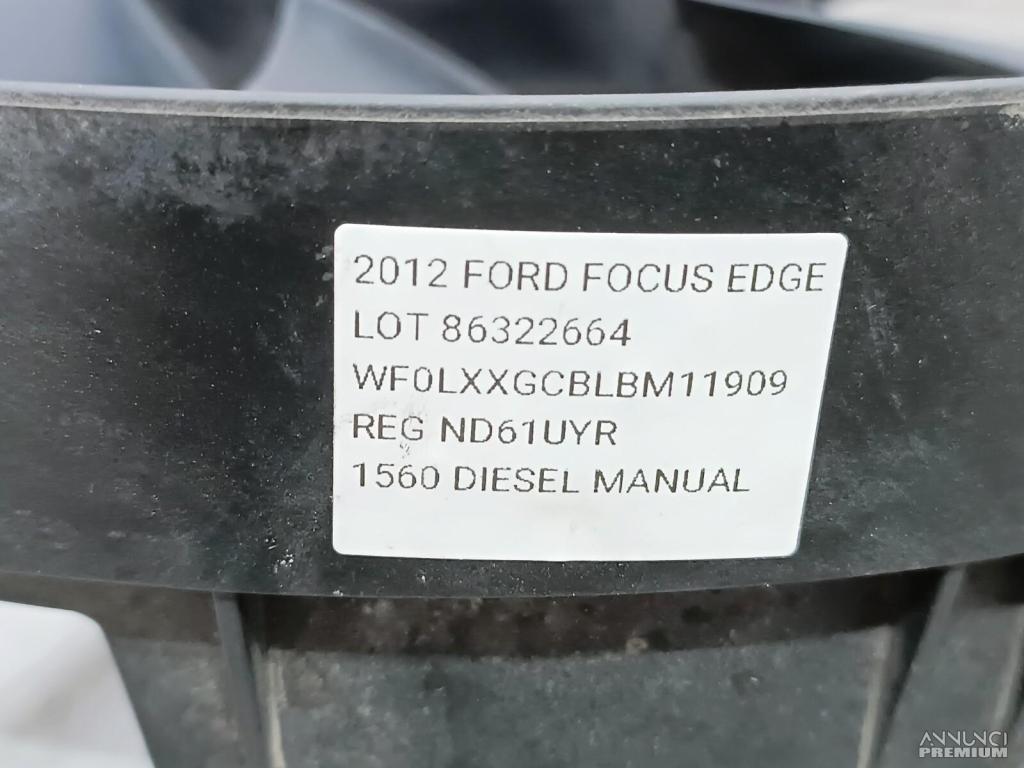 2012 FORD FOCUS EDGE
LOT 86322664
WF0LXXGCBLBM11909
REG ND61UYR
1560 DIESEL MANUAL
ANNUNCI
PREMIUM